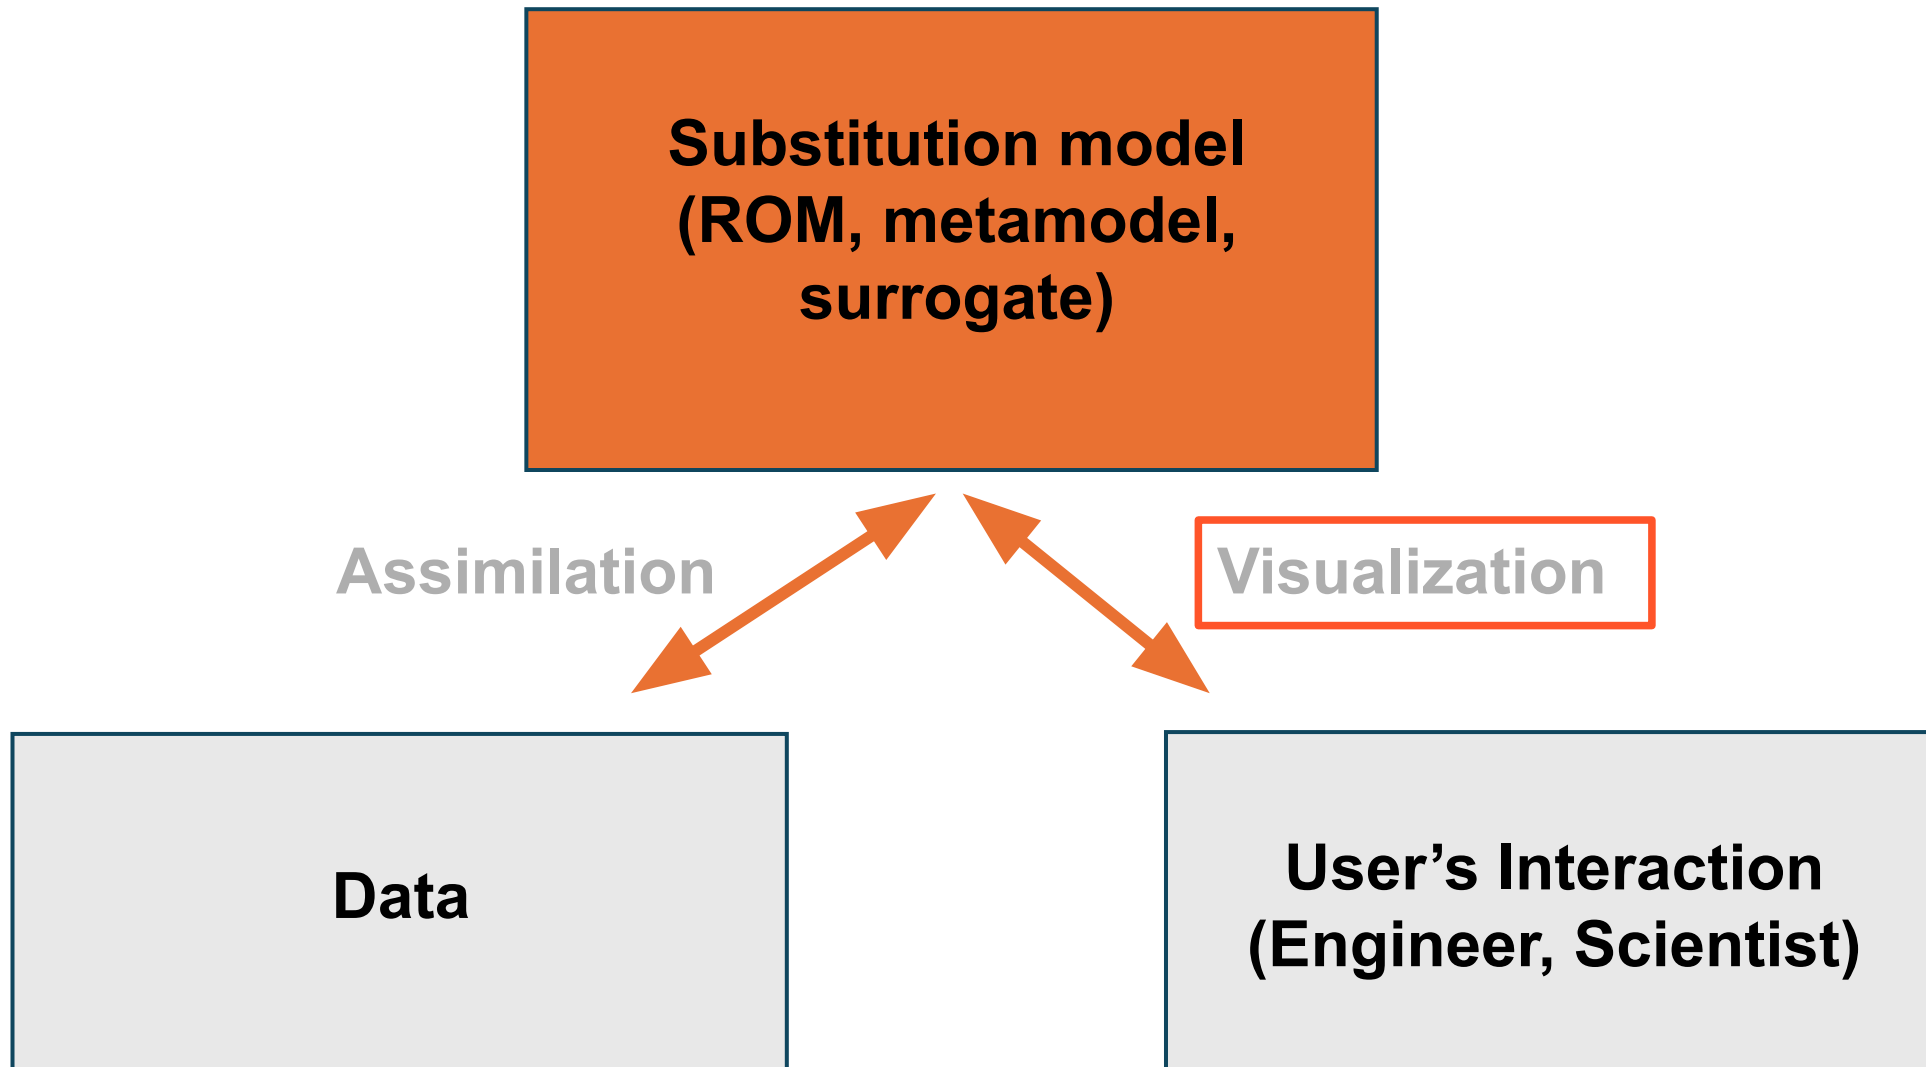 Substitution model
(ROM, metamodel,
surrogate)
Assimilation
Visualization
Data
User’s Interaction
(Engineer, Scientist)